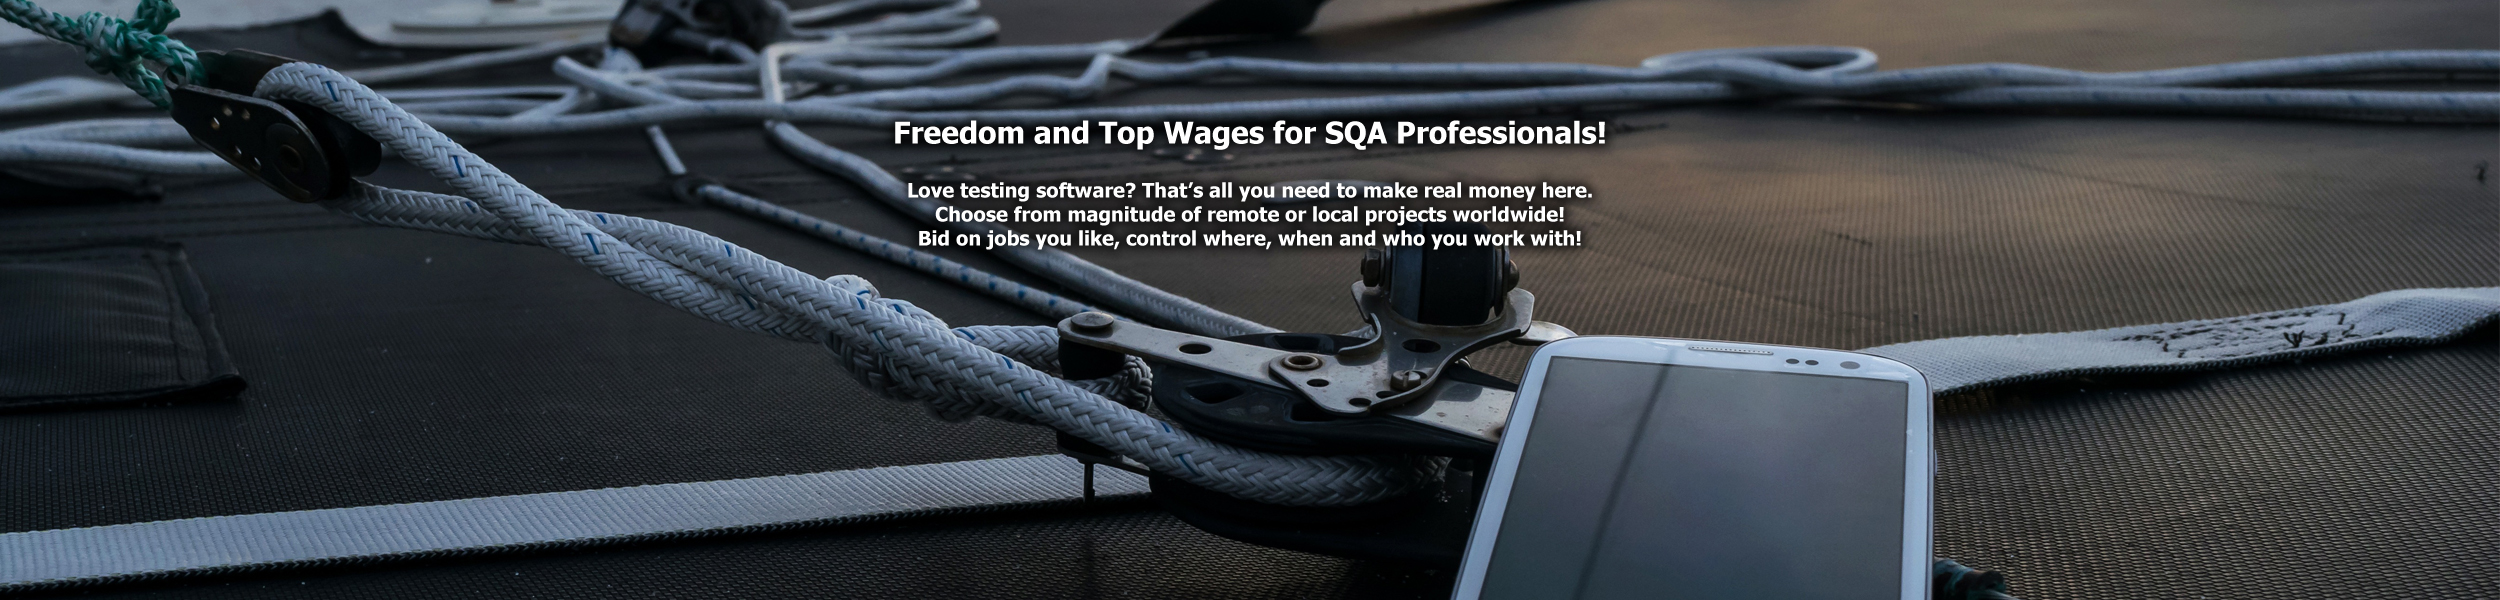 Freedom and Top Wages for SQA Professionals!
Love testing software? That’s all you need to make real money here.
Choose from magnitude of remote or local projects worldwide!
Bid on jobs you like, control where, when and who you work with!